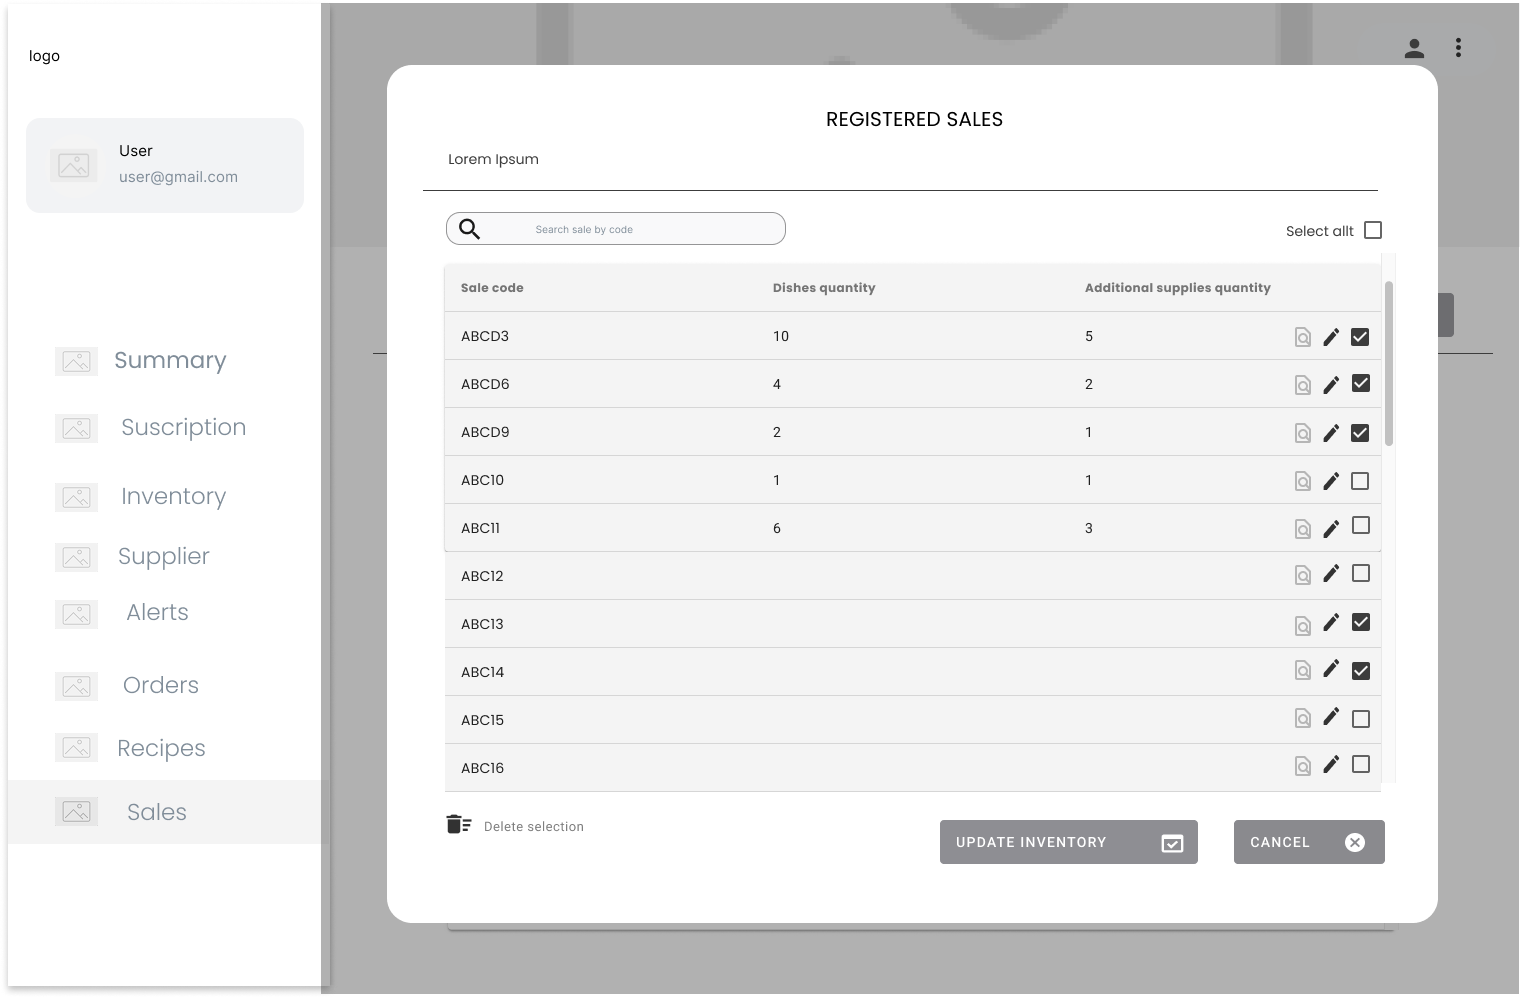 logo
User
user@gmail.com
Summary
Suscription
Inventory
Supplier
Alerts
Orders
Recipes
Sales
REGISTERED SALES
Lorem Ipsum
Search sale by code
Select allt
Sale code Dishes quantity Additional supplies quantity
ABCD3 10 5
ABCD6 4 2
ABCD9 2 1
ABC10 1 1
ABC11 6 3
ABC12
ABC13
ABC14
ABC15
ABC16
Delete selection
UPDATE INVENTORY
CANCEL